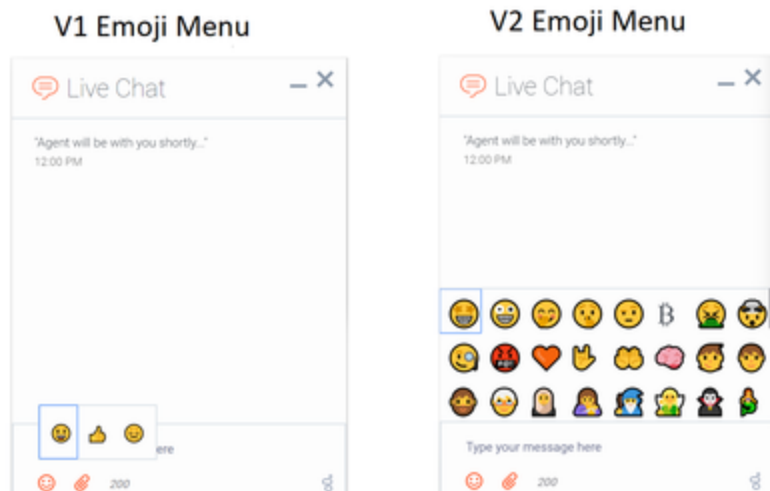 V1 Emoji Menu
Live Chat
"Agent will be with you shortly..."
12:00 PM
ere
200
V2 Emoji Menu
Live Chat
"Agent will be with you shortly..."
12:00 PM
Type your message here
200